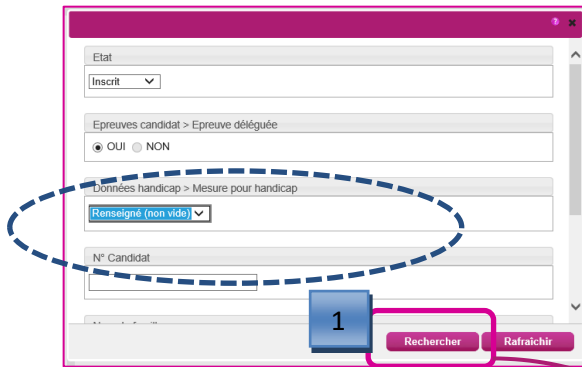 ? ×
Etat
Inscrit
Epreuves candidat > Epreuve déléguée
OUI NON
Données handicap > Mesure pour handicap
Renseigné (non vide)
N° Candidat
1
Rechercher Rafraîchir